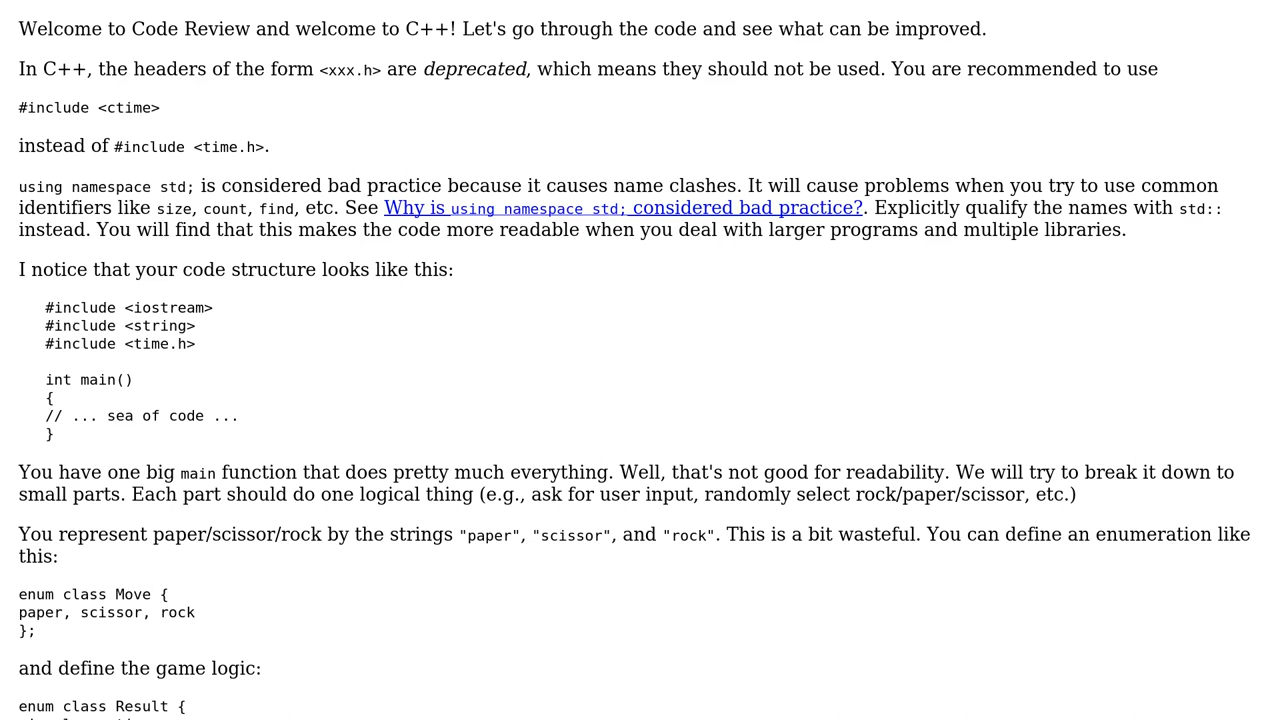 Welcome to Code Review and welcome to C++! Let's go through the code and see what can be improved.
In C++, the headers of the form <xxx.h> are deprecated, which means they should not be used. You are recommended to use
#include <ctime>
instead of #include <time.h>.
using namespace std; is considered bad practice because it causes name clashes. It will cause problems when you try to use common
identifiers like size, count, find, etc. See Why is using namespace std; considered bad practice?. Explicitly qualify the names with std::
instead. You will find that this makes the code more readable when you deal with larger programs and multiple libraries.
I notice that your code structure looks like this:
#include <iostream>
#include <string>
#include <time.h>
int main()
{
// ... sea of code ...
}
You have one big main function that does pretty much everything. Well, that's not good for readability. We will try to break it down to
small parts. Each part should do one logical thing (e.g., ask for user input, randomly select rock/paper/scissor, etc.)
You represent paper/scissor/rock by the strings "paper", "scissor", and "rock". This is a bit wasteful. You can define an enumeration like
this:
enum class Move {
paper, scissor, rock
};
and define the game logic:
enum class Result {